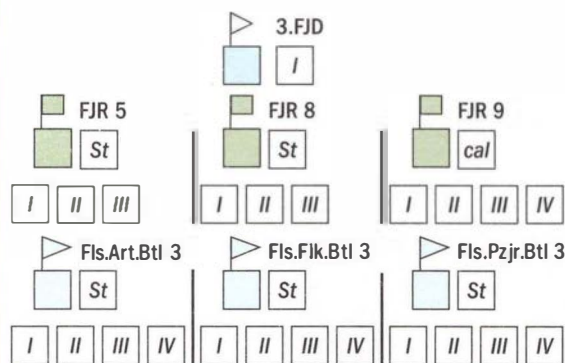 3.FJD
I
FJR 5 FJR 8 FJR 9
St St cal
I II III I II III I II III IV
Fls.Art.Btl 3 Fls.Flk.Btl 3 Fls.Pzjr.Btl 3
St St St
I II III IV I II III IV I II III IV